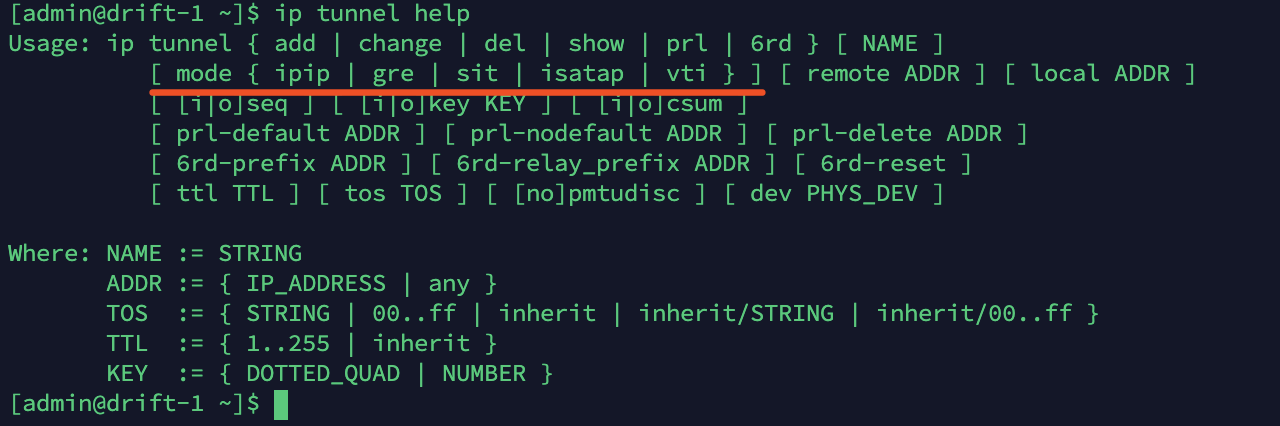 [admin@drift-1 ~]$ ip tunnel help
Usage: ip tunnel { add | change | del | show | prl | 6rd } [ NAME ]
          [ mode { ipip | gre | sit | isatap | vti } ] [ remote ADDR ] [ local ADDR ]
          [ [i|o]seq ] [ [i|o]key KEY ] [ [i|o]csum ]
          [ prl-default ADDR ] [ prl-nodefault ADDR ] [ prl-delete ADDR ]
          [ 6rd-prefix ADDR ] [ 6rd-relay_prefix ADDR ] [ 6rd-reset ]
          [ ttl TTL ] [ tos TOS ] [ [no]pmtudisc ] [ dev PHYS_DEV ]

Where: NAME := STRING
       ADDR := { IP_ADDRESS | any }
       TOS  := { STRING | 00..ff | inherit | inherit/STRING | inherit/00..ff }
       TTL  := { 1..255 | inherit }
       KEY  := { DOTTED_QUAD | NUMBER }
[admin@drift-1 ~]$